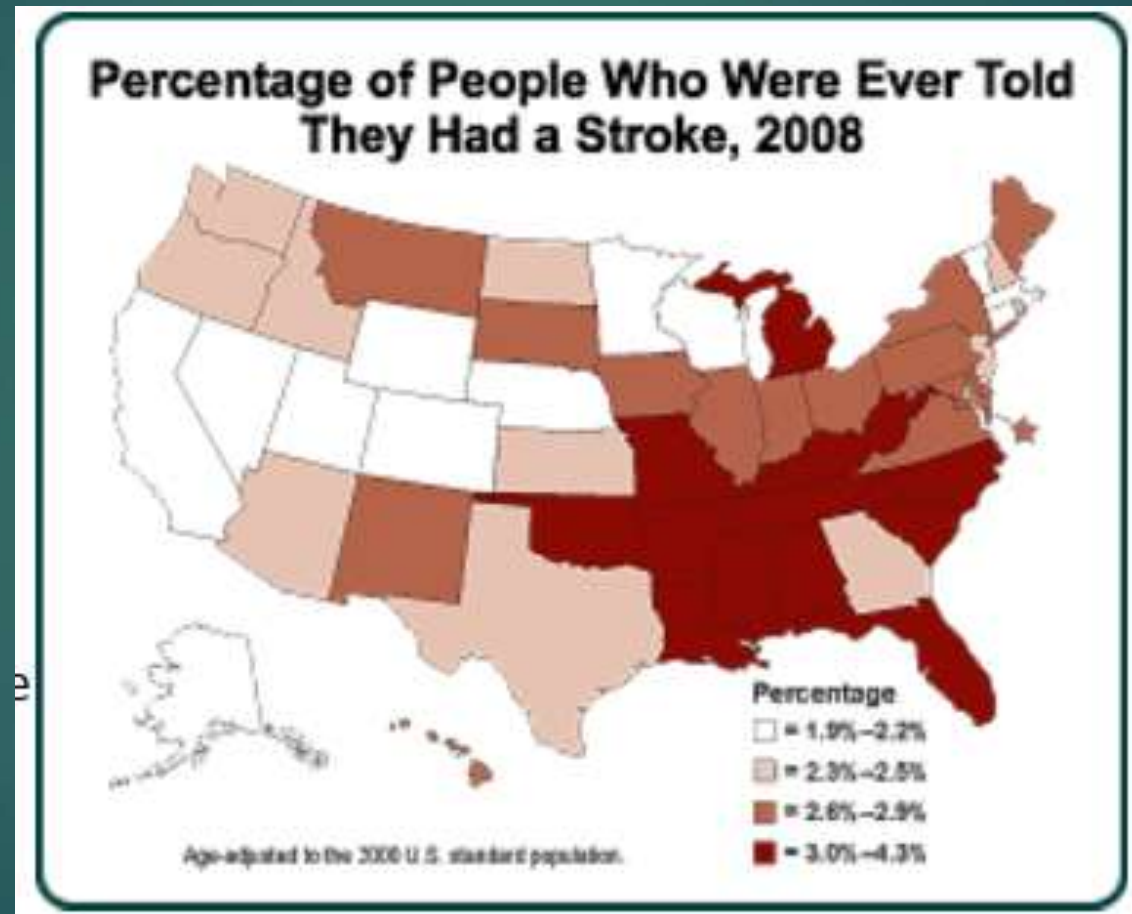 Percentage of People Who Were Ever Told
They Had a Stroke, 2008
e
Percentage
= 1.9%–2.2%
= 2.3%–2.5%
= 2.6%–2.9%
= 3.0%–4.3%
Age-adjusted to the 2000 U.S. standard population.